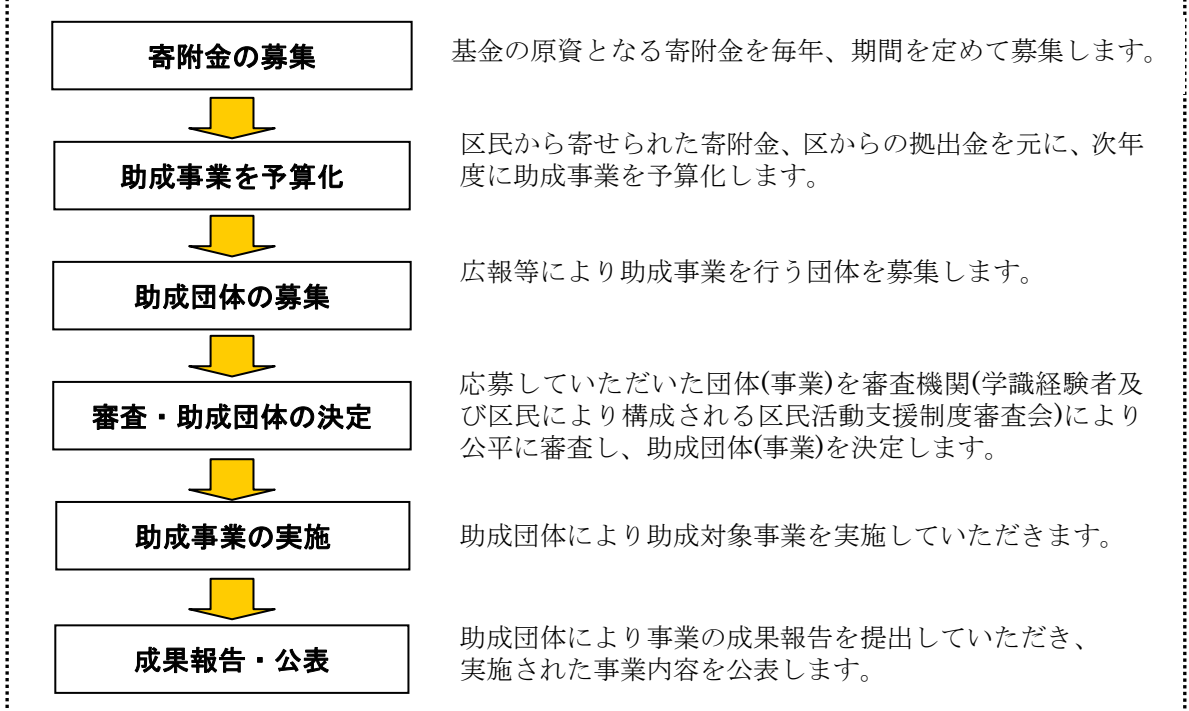 寄附金の募集
基金の原資となる寄附金を毎年、期間を定めて募集します。
助成事業を予算化
区民から寄せられた寄附金、区からの拠出金を元に、次年
度に助成事業を予算化します。
助成団体の募集
広報等により助成事業を行う団体を募集します。
審査・助成団体の決定
応募していただいた団体(事業)を審査機関(学識経験者及
び区民により構成される区民活動支援制度審査会)により
公平に審査し、助成団体(事業)を決定します。
助成事業の実施
助成団体により助成対象事業を実施していただきます。
成果報告・公表
助成団体により事業の成果報告を提出していただき、
実施された事業内容を公表します。